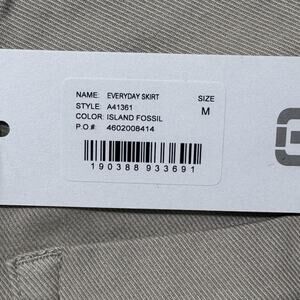 NAME: EVERYDAY SKIRT SIZE
STYLE: A41361
COLOR: ISLAND FOSSIL M
P.O#: 4602008414
190388933691